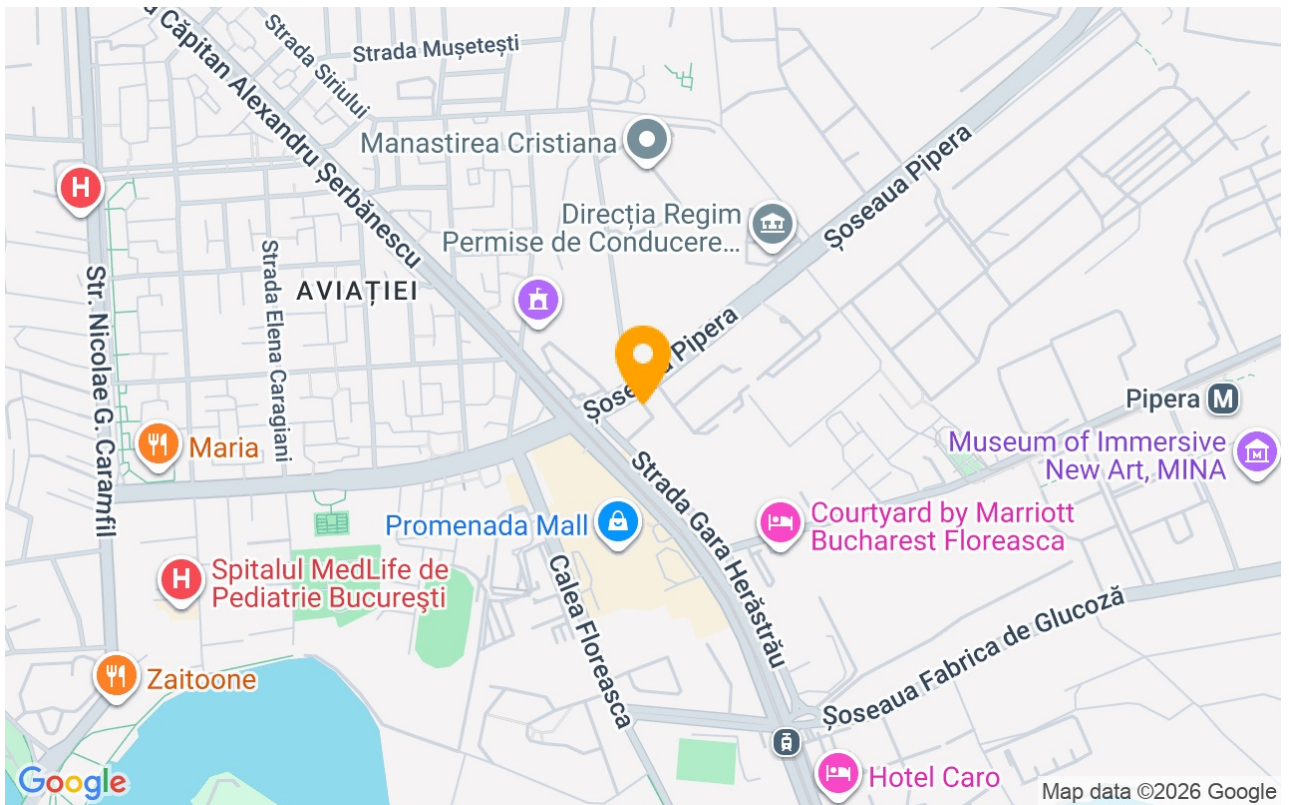 Strada Siriului
Strada Mușetești
Căpitan Alexandru Șerbănescu
Manastirea Cristiana
H
Șoseaua Pipera
Direcția Regim
Permise de Conducere...
Strada Elena Caragiani
AVIAȚIEI
Str. Nicolae G. Caramfil
Pipera
Pipera M
Maria
Museum of Immersive
New Art, MINA
Strada Gara Herăstrău
Promenada Mall
Courtyard by Marriott
Bucharest Floreasca
H
Spitalul MedLife de
Pediatrie București
Calea Floreasca
Șoseaua Fabrica de Glucoză
Zaitoone
Hotel Caro
Google
Map data ©2026 Google